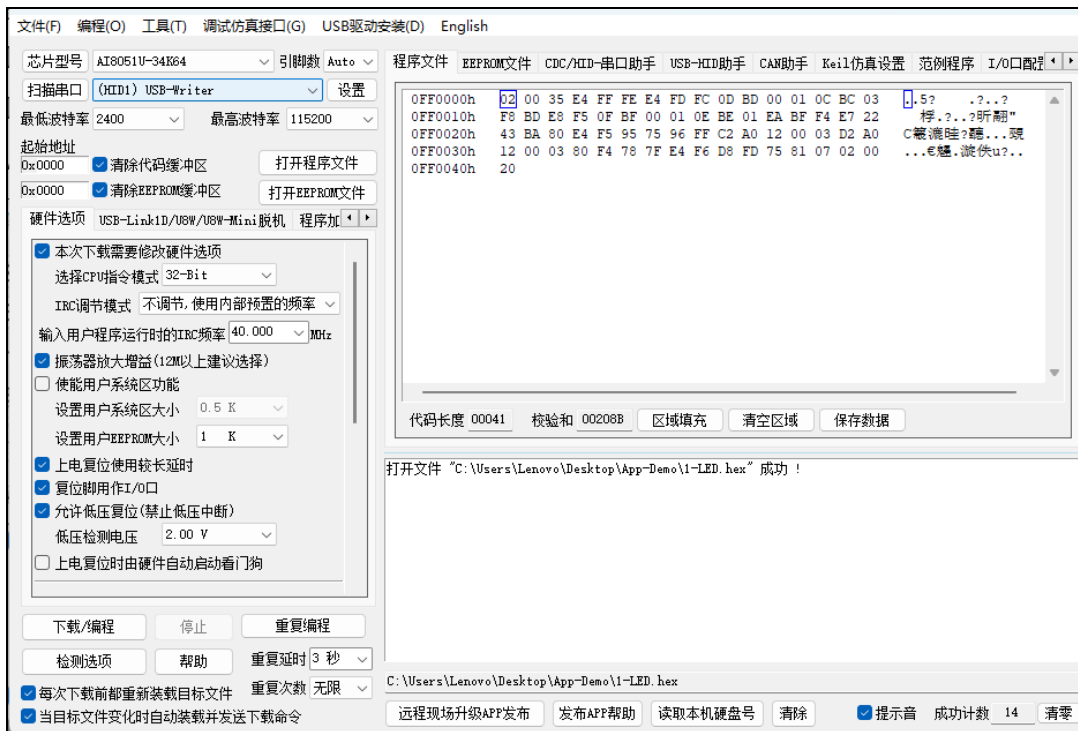 文件(F) 编程(O) 工具(T) 调试仿真接口(G) USB驱动安装(D) English
芯片型号 AI8051U-34K64 引脚数 Auto
扫描串口 (HID1) USB-Writer 设置
最低波特率 2400 最高波特率 115200
起始地址
0x0000 清除代码缓冲区 打开程序文件
0x0000 清除EEPROM缓冲区 打开EEPROM文件
硬件选项 USB-Link1D/U8W/U8W-Mini脱机 程序加
本次下载需要修改硬件选项
选择CPU指令模式 32-Bit
IRC调节模式 不调节,使用内部预置的频率
输入用户程序运行时的IRC频率 40.000 MHz
振荡器放大增益(12M以上建议选择)
使能用户系统区功能
设置用户系统区大小 0.5 K
设置用户EEPROM大小 1 K
上电复位使用较长延时
复位脚用作I/O口
允许低压复位(禁止低压中断)
低压检测电压 2.00 V
上电复位时由硬件自动启动看门狗
下载/编程 停止 重复编程
检测选项 帮助 重复延时 3 秒
每次下载前都重新装载目标文件 重复次数 无限
当目标文件变化时自动装载并发送下载命令
程序文件 EEPROM文件 CDC/HID-串口助手 USB-HID助手 CAN助手 Keil仿真设置 范例程序 I/O口配置
0FF0000h 02 00 35 E4 FF FE E4 FD FC 0D BD 00 01 0C BC 03 ..5? .?..?
0FF0010h F8 BD E8 F5 0F BF 00 01 0E BE 01 EA BF F4 E7 22
0FF0020h 43 BA 80 E4 F5 95 75 96 FF C2 A0 12 00 03 D2 A0
0FF0030h 12 00 03 80 F4 78 7F E4 F6 D8 FD 75 81 07 02 00
0FF0040h 20
代码长度 00041 校验和 00208B 区域填充 清空区域 保存数据
打开文件 "C:\Users\Lenovo\Desktop\App-Demo\1-LED.hex" 成功 !
C:\Users\Lenovo\Desktop\App-Demo\1-LED.hex
远程现场升级APP发布 发布APP帮助 读取本机硬盘号 清除 提示音 成功计数 14 清零